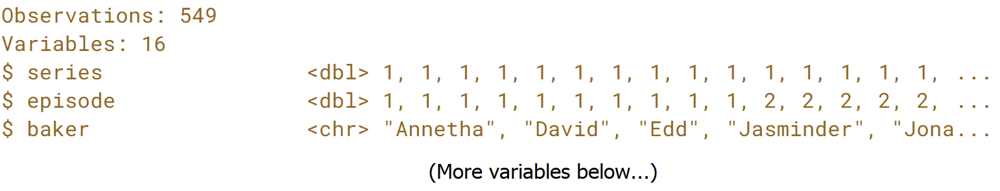 Observations: 549
Variables: 16
$ series <dbl> 1, 1, 1, 1, 1, 1, 1, 1, 1, 1, 1, 1, 1, 1, 1, ...
$ episode <dbl> 1, 1, 1, 1, 1, 1, 1, 1, 1, 1, 2, 2, 2, 2, 2, ...
$ baker <chr> "Annetha", "David", "Edd", "Jasminder", "Jona...
(More variables below...)